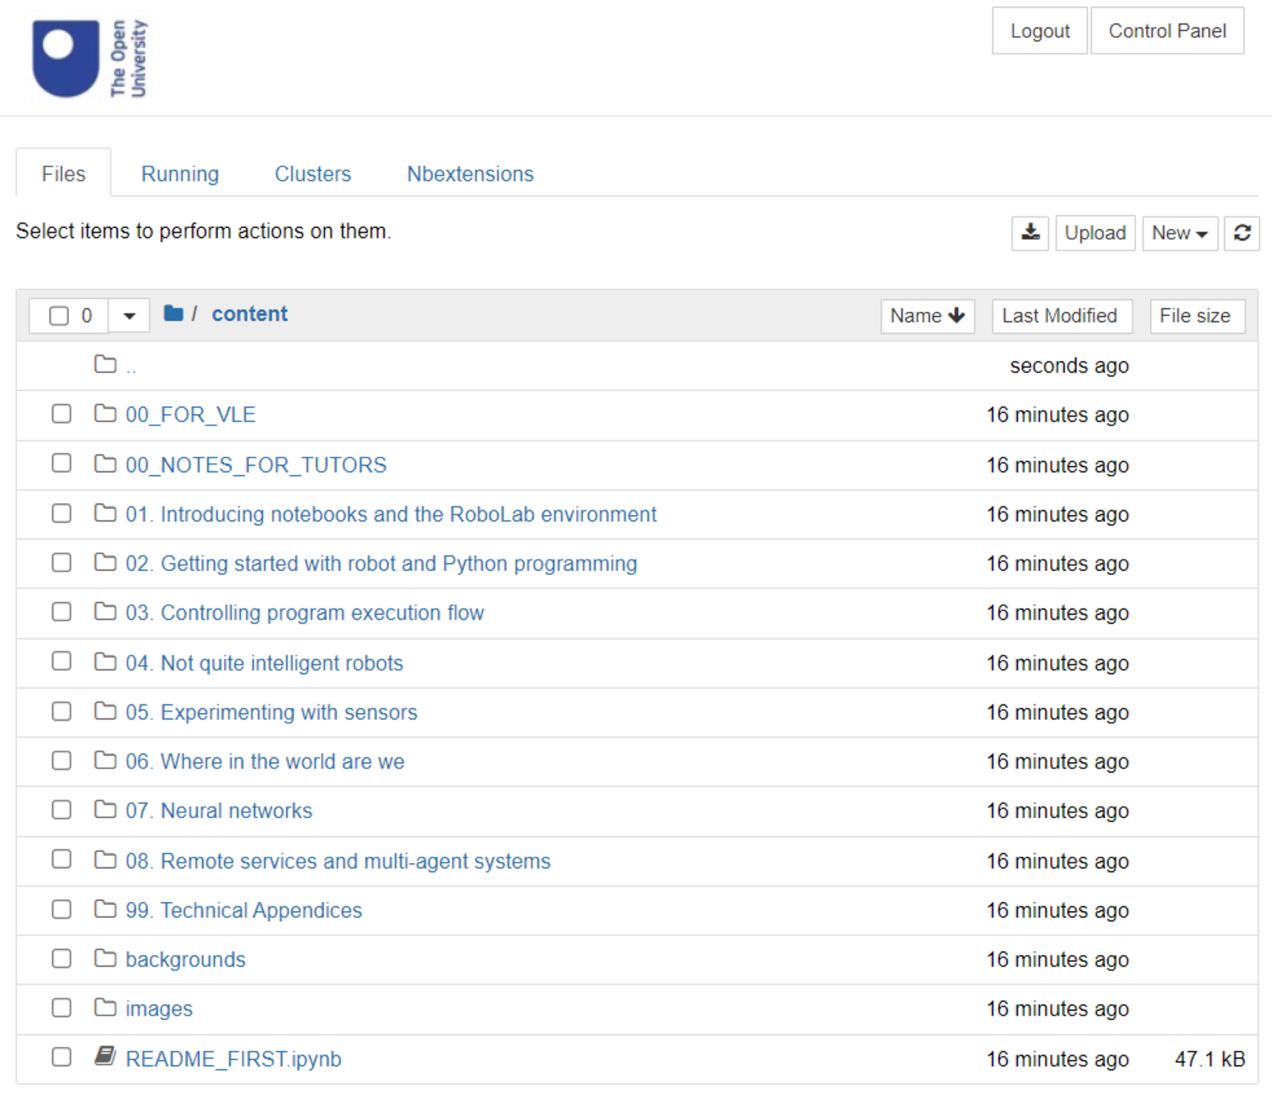 The Open
University
Logout
Control Panel
Files
Running
Clusters
Nbextensions
Select items to perform actions on them.
Upload
New
0
/ content
Name
Last Modified
File size
..
seconds ago
00_FOR_VLE
16 minutes ago
00_NOTES_FOR_TUTORS
16 minutes ago
01. Introducing notebooks and the RoboLab environment
16 minutes ago
02. Getting started with robot and Python programming
16 minutes ago
03. Controlling program execution flow
16 minutes ago
04. Not quite intelligent robots
16 minutes ago
05. Experimenting with sensors
16 minutes ago
06. Where in the world are we
16 minutes ago
07. Neural networks
16 minutes ago
08. Remote services and multi-agent systems
16 minutes ago
99. Technical Appendices
16 minutes ago
backgrounds
16 minutes ago
images
16 minutes ago
README_FIRST.ipynb
16 minutes ago
47.1 kB